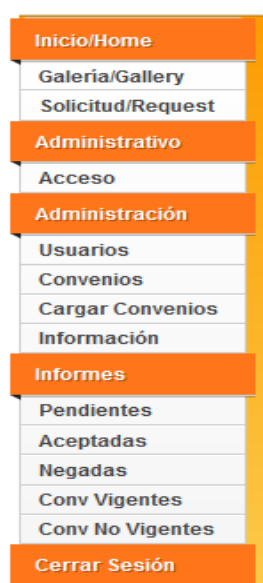 Inicio/Home
Galería/Gallery
Solicitud/Request
Administrativo
Acceso
Administración
Usuarios
Convenios
Cargar Convenios
Información
Informes
Pendientes
Aceptadas
Negadas
Conv Vigentes
Conv No Vigentes
Cerrar Sesión